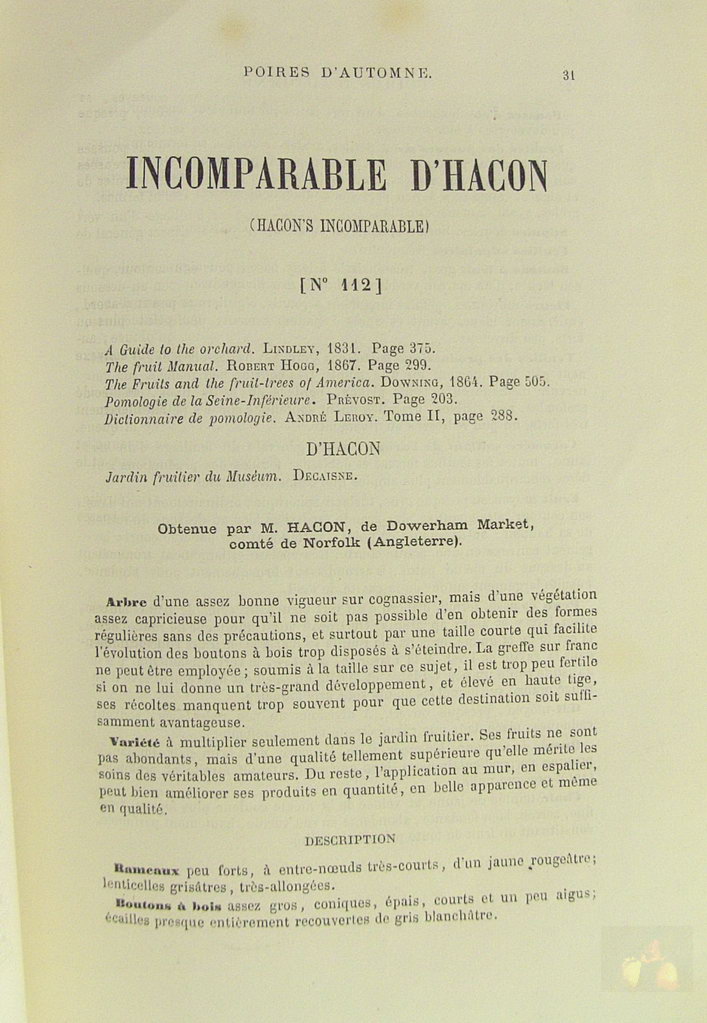 POIRES D'AUTOMNE.
31
INCOMPARABLE D'HACON
(HACON'S INCOMPARABLE)
[N° 112]
A Guide to the orchard. LINDLEY, 1831. Page 375.
The fruit Manual. ROBERT HOGG, 1867. Page 299.
The Fruits and the fruit-trees of America. DOWNING, 1864. Page 505.
Pomologie de la Seine-Inférieure. PRÉVOST. Page 203.
Dictionnaire de pomologie. ANDRÉ LEROY. Tome II, page 288.
D'HACON
Jardin fruitier du Muséum. DECAISNE.
Obtenue par M. HACON, de Dowerham Market,
comté de Norfolk (Angleterre).
Arbre d'une assez bonne vigueur sur cognassier, mais d'une végétation
assez capricieuse pour qu'il ne soit pas possible d'en obtenir des formes
régulières sans des précautions, et surtout par une taille courte qui facilite
l'évolution des boutons à bois trop disposés à s'éteindre. La greffe sur franc
ne peut être employée; soumis à la taille sur ce sujet, il est trop peu fertile
si on ne lui donne un très-grand développement, et élevé en haute tige,
ses récoltes manquent trop souvent pour que cette destination soit suffi-
samment avantageuse.
Variété à multiplier seulement dans le jardin fruitier. Ses fruits ne sont
pas abondants, mais d'une qualité tellement supérieure qu'elle mérite les
soins des véritables amateurs. Du reste, l'application au mur, en espalier,
peut bien améliorer ses produits en quantité, en belle apparence et même
en qualité.
DESCRIPTION
Rameaux peu forts, à entre-nœuds très-courts, d'un jaune rougeâtre;
lenticelles grisâtres, très-allongées.
Boutons à bois assez gros, coniques, épais, courts et un peu aigus;
écailles presque entièrement recouvertes de gris blanchâtre.